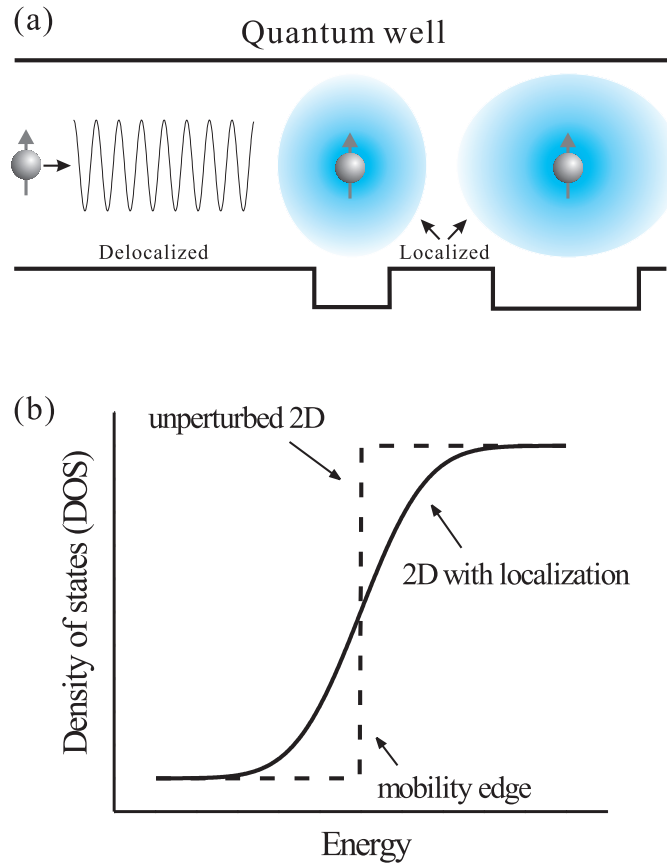 (a)
Quantum well
Delocalized
Localized
(b)
unperturbed 2D
2D with localization
mobility edge
Density of states (DOS)
Energy